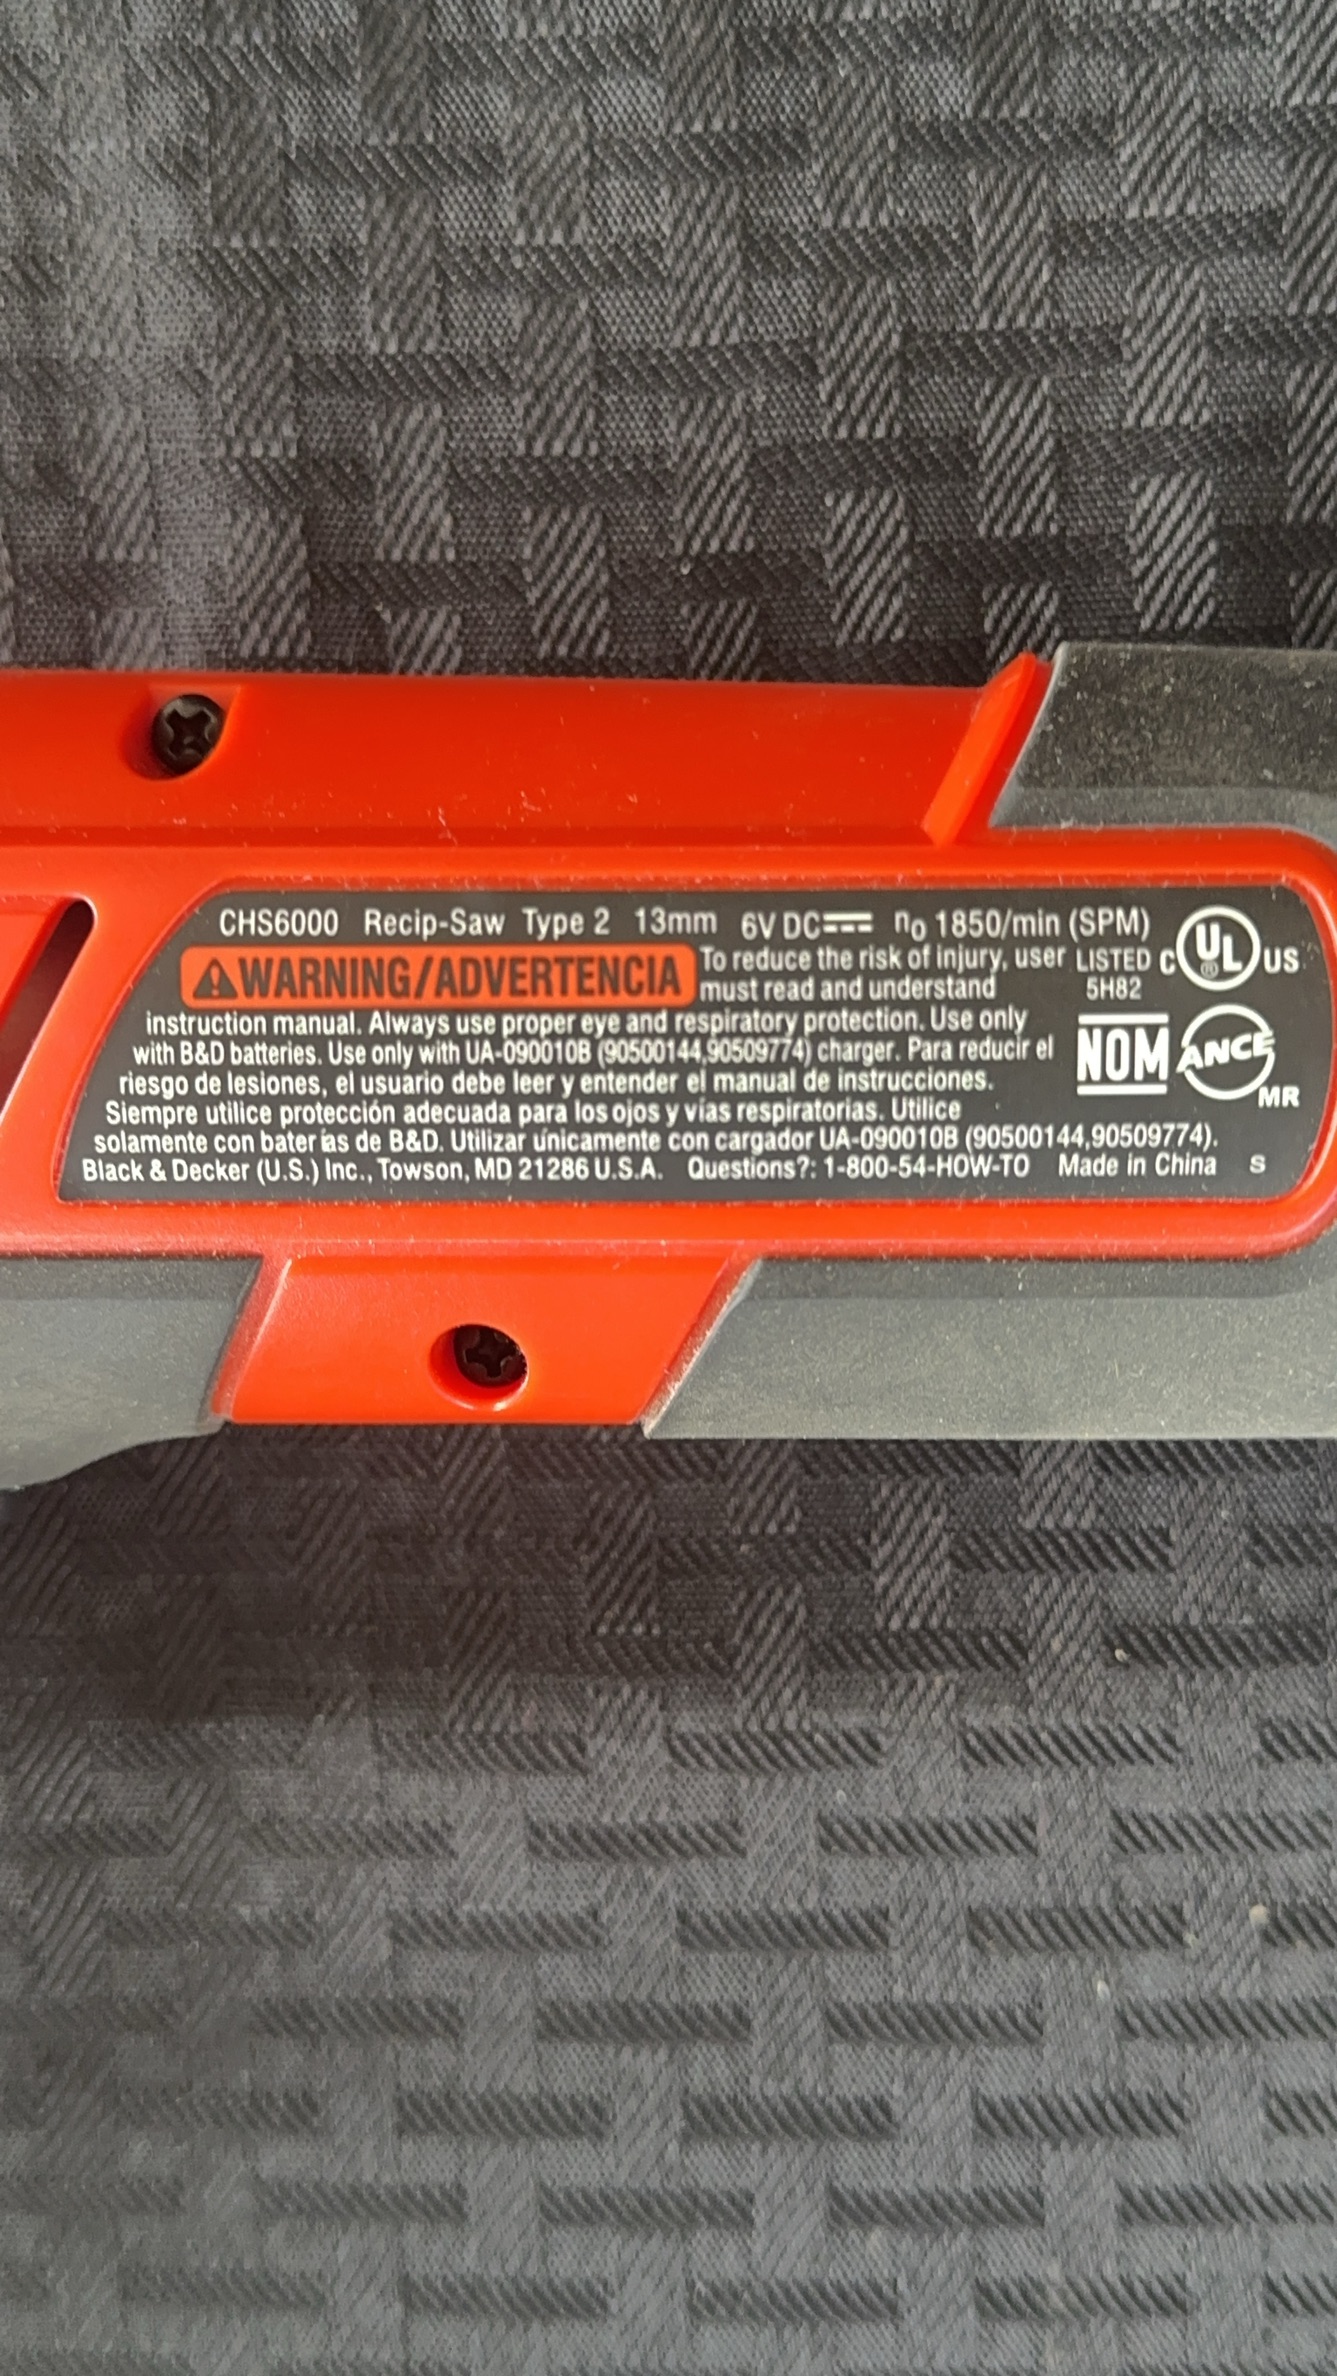 CHS6000 Recip-Saw Type 2 13mm 6V DC⎓ n₀ 1850/min (SPM)
⚠WARNING/ADVERTENCIA To reduce the risk of injury, user
must read and understand
instruction manual. Always use proper eye and respiratory protection. Use only
with B&D batteries. Use only with UA-090010B (90500144,90509774) charger. Para reducir el
riesgo de lesiones, el usuario debe leer y entender el manual de instrucciones.
Siempre utilice protección adecuada para los ojos y vías respiratorias. Utilice
solamente con baterías de B&D. Utilizar únicamente con cargador UA-090010B (90500144,90509774).
Black & Decker (U.S.) Inc., Towson, MD 21286 U.S.A. Questions?: 1-800-54-HOW-TO Made in China S
LISTED C UL® US
5H82
NOM ANCE
MR